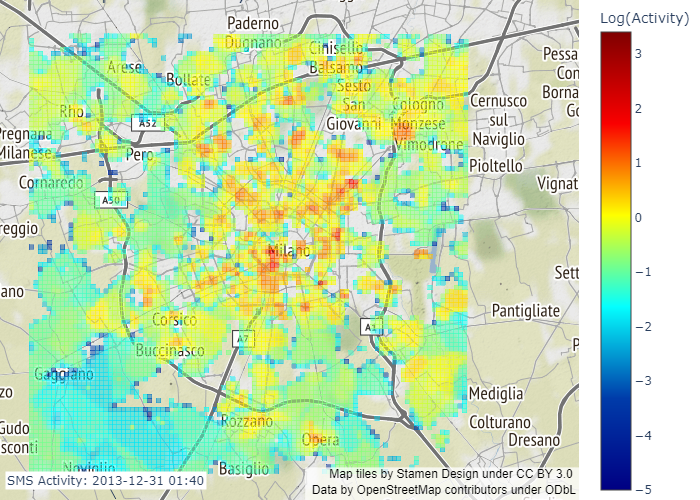 Paderno
Dugnano
Cinisello
Balsamo
Arese
Bollate
Sesto
San
Giovanni
Cologno
Monzese
Vimodrone
Cernusco
sul
Naviglio
Pioltello
Vignat
Pessa
Con
Borna
Go
Rho
Pregnana
Milanese
A52
Pero
Cornaredo
A50
reggio
Milano
Sett
ano
Pantigliate
Corsico
A7
A1
P
Buccinasco
Gaggiano
zo
Mediglia
Gudo
sconti
Rozzano
Opera
Colturano
Dresano
Noviglio
Basiglio
SMS Activity: 2013-12-31 01:40
Map tiles by Stamen Design under CC BY 3.0
Data by OpenStreetMap contributors under ODbL
Log(Activity)
3
2
1
0
−1
−2
−3
−4
−5